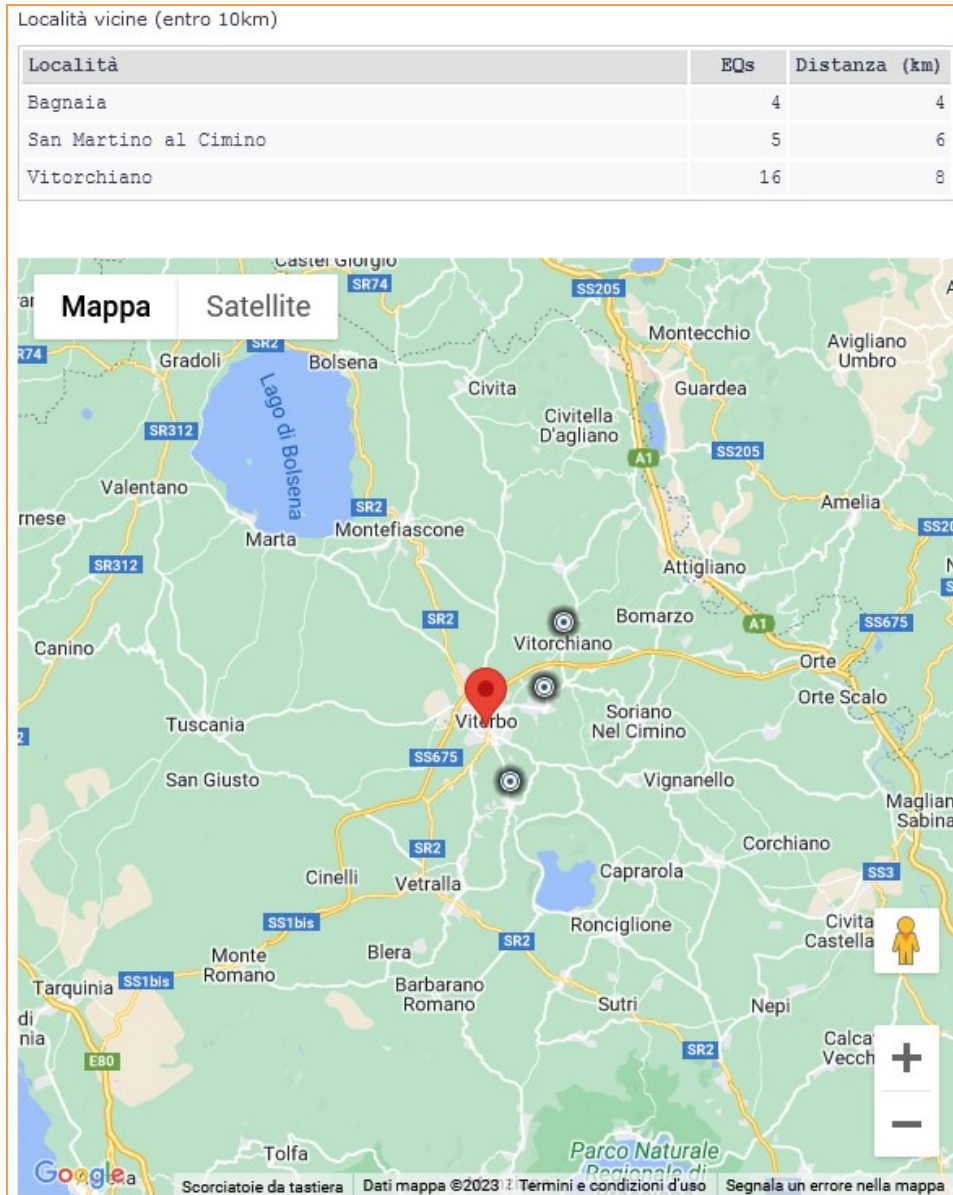 Località vicine (entro 10km)
Località EQs Distanza (km)
Bagnaia 4 4
San Martino al Cimino 5 6
Vitorchiano 16 8
Castel Giorgio
Mappa Satellite
SR74
SS205
Montecchio
Avigliano
Umbro
R74
SR2
Gradoli
Bolsena
Civita
Guardea
Lago di Bolsena
Civitella
D'agliano
SR312
A1
SS205
Valentano
SR2
Amelia
Montefiascone
Marta
SR312
Attigliano
SR2
Bomarzo
A1
SS675
Canino
Vitorchiano
Orte
Orte Scalo
Tuscania
Viterbo
Soriano
Nel Cimino
SS675
San Giusto
Vignanello
Sabina
SR2
Corchiano
Cinelli
Vetralla
Caprarola
SS3
SS1bis
Ronciglione
Civita
Castella
SR2
Blera
Monte
Romano
Tarquinia
SS1bis
Barbarano
Romano
Sutri
Nepi
E80
SR2
Tolfa
Parco Naturale
Regionale di
Google
Scorciatoie da tastiera Dati mappa ©2023 Termini e condizioni d'uso Segnala un errore nella mappa